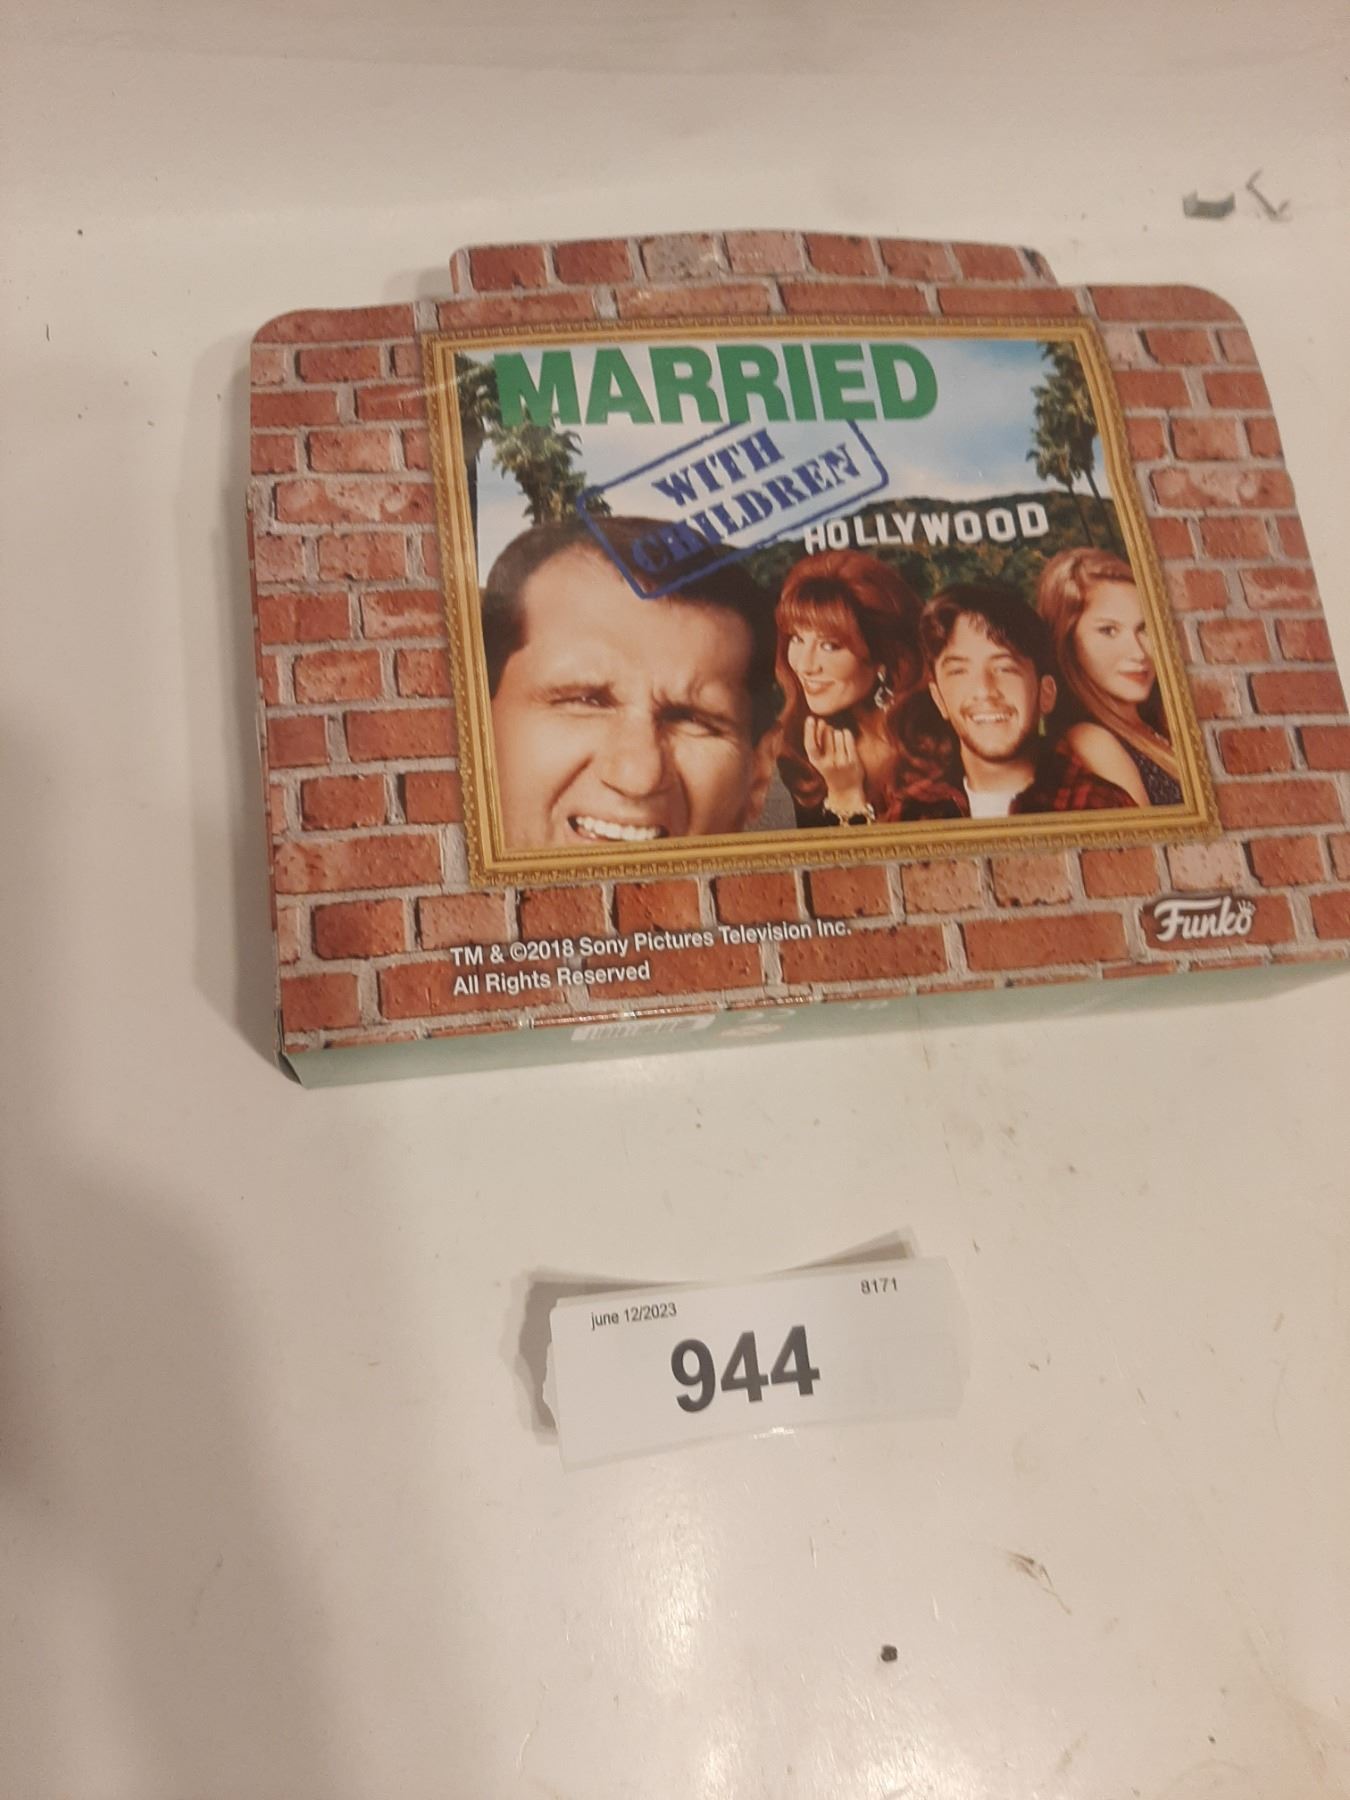 MARRIED
WITH
CHILDREN
HOLLYWOOD
TM & ©2018 Sony Pictures Television Inc.
All Rights Reserved
Funko
june 12/2023
8171
944